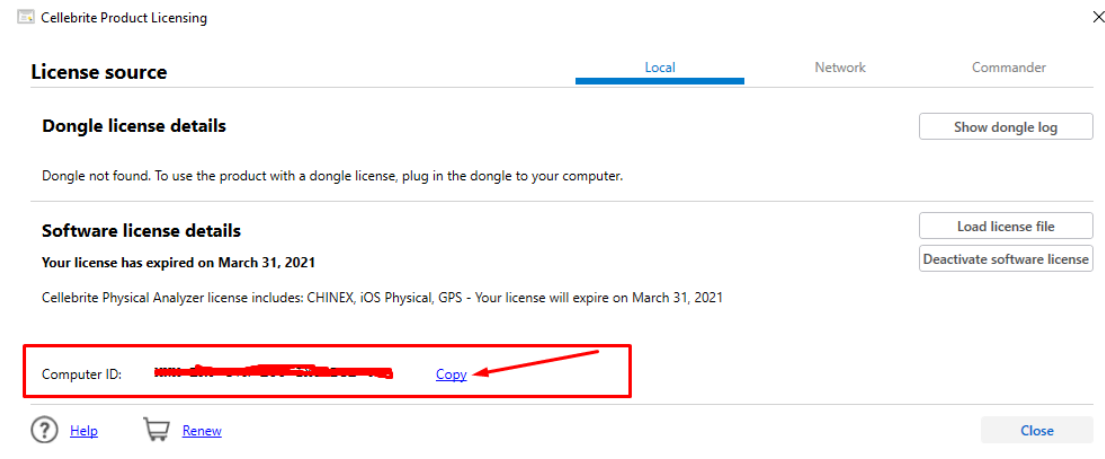 Cellebrite Product Licensing
License source
Local
Network
Commander
Dongle license details
Show dongle log
Dongle not found. To use the product with a dongle license, plug in the dongle to your computer.
Software license details
Load license file
Your license has expired on March 31, 2021
Deactivate software license
Cellebrite Physical Analyzer license includes: CHINEX, iOS Physical, GPS - Your license will expire on March 31, 2021
Computer ID:
Copy
Help
Renew
Close